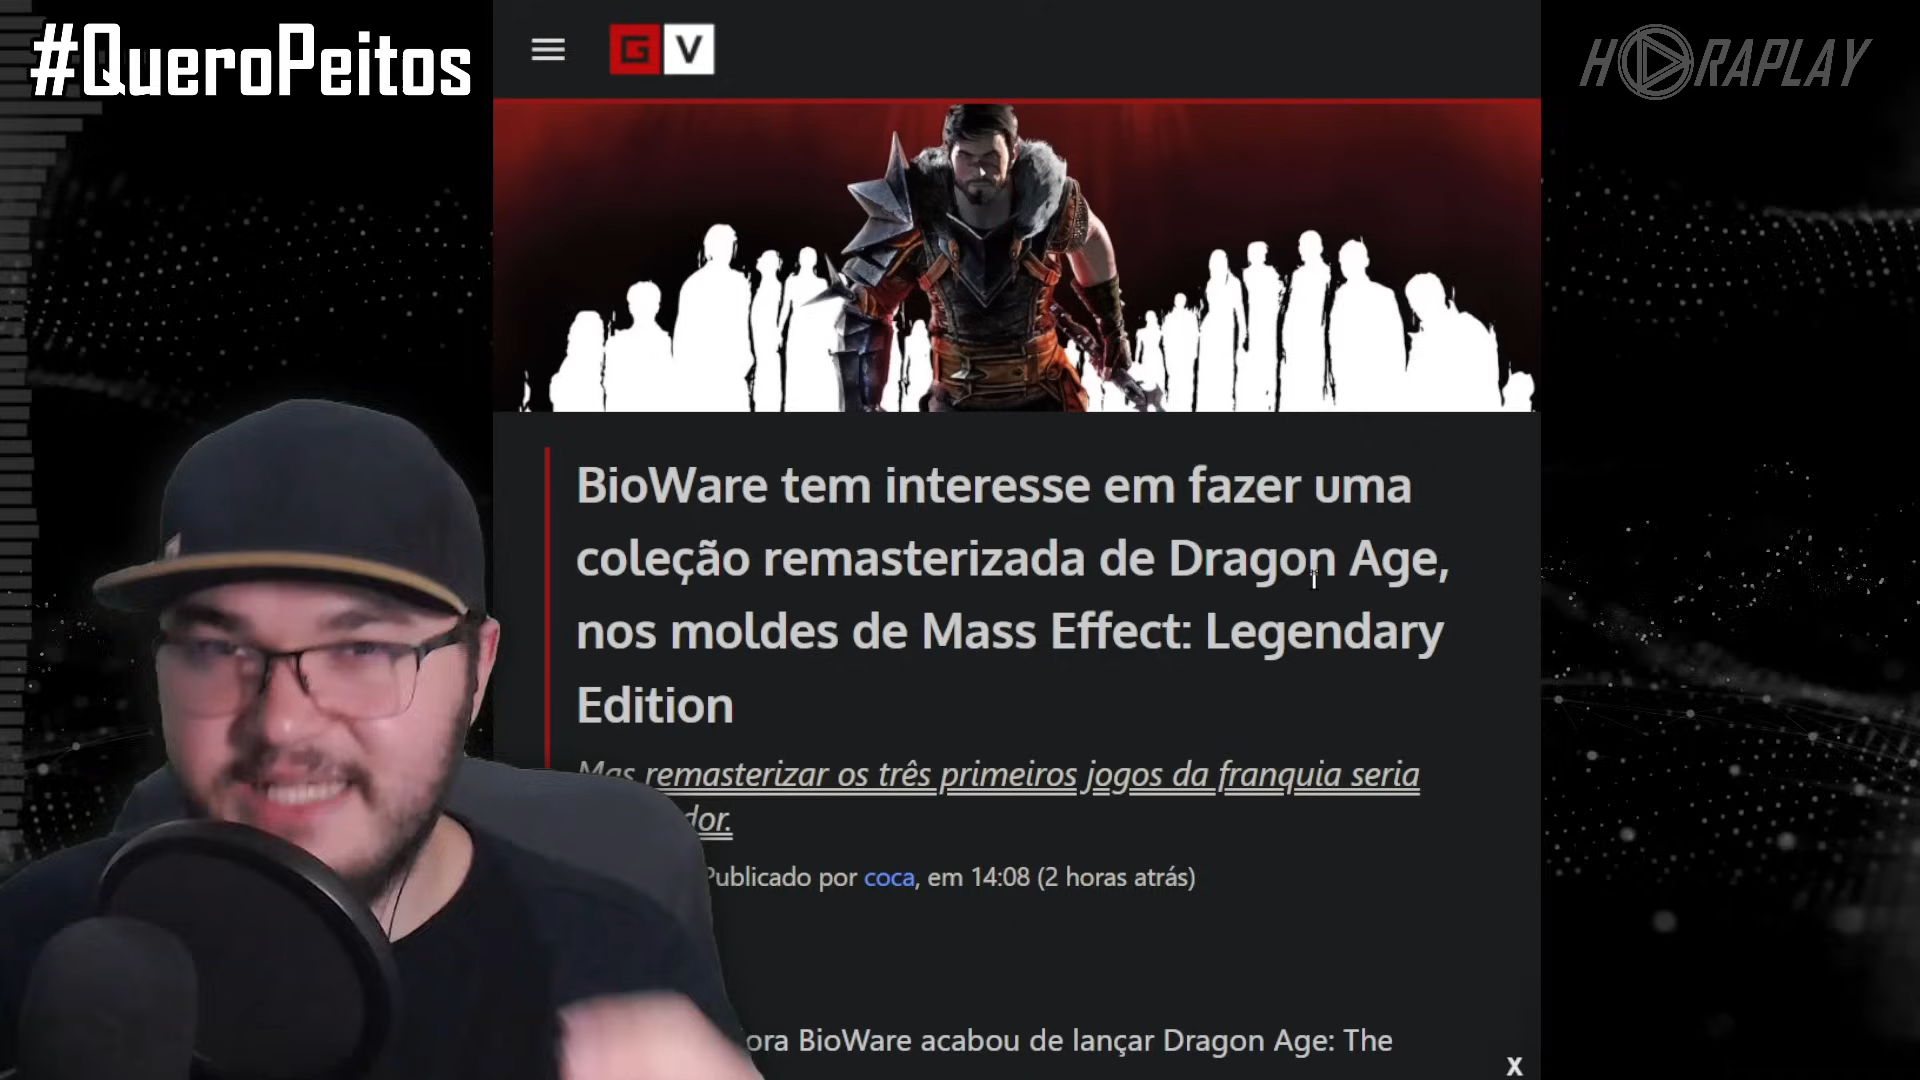 #QueroPeitos
GV
HORAPLAY
BioWare tem interesse em fazer uma
coleção remasterizada de Dragon Age,
nos moldes de Mass Effect: Legendary
Edition
Mas remasterizar os três primeiros jogos da franquia seria
dor.
Publicado por coca, em 14:08 (2 horas atrás)
ora BioWare acabou de lançar Dragon Age: The
x